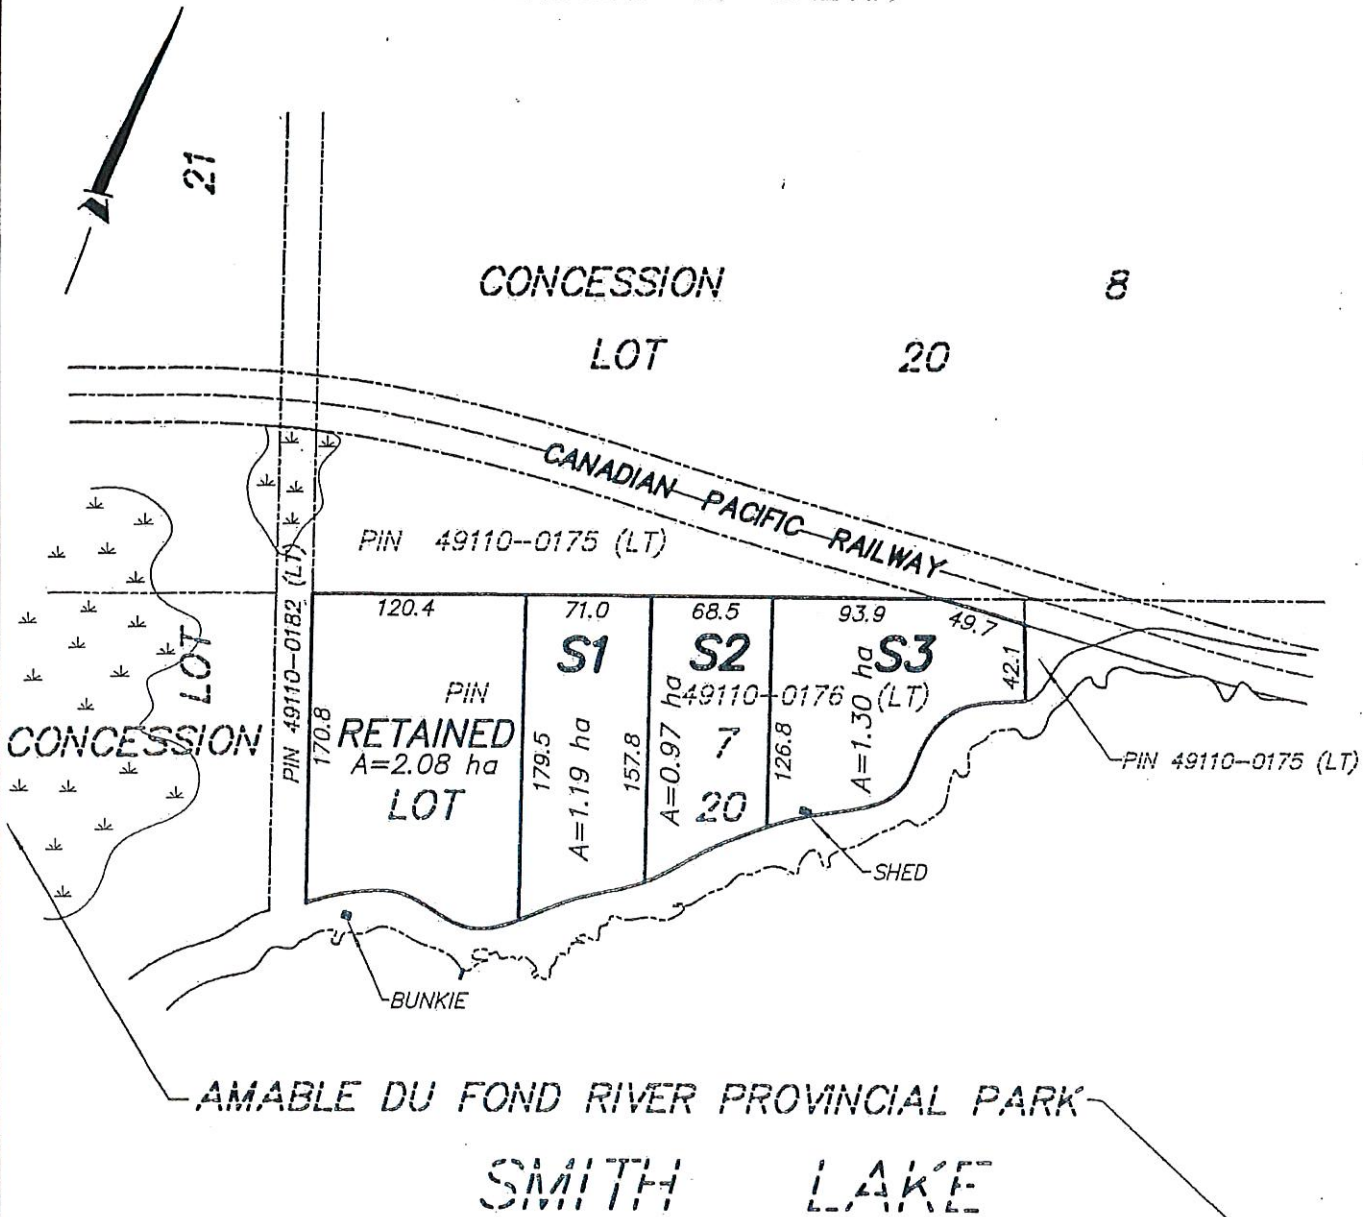 21
CONCESSION 8
LOT 20
CANADIAN PACIFIC RAILWAY
PIN 49110-0175 (LT)
PIN 49110-0182 (LT)
120.4 71.0 68.5 93.9 49.7
S1 S2 S3
42.1
LOT
PIN 49110-0176 (LT)
CONCESSION
170.8
RETAINED
A=2.08 ha
LOT
179.5
A=1.19 ha
157.8
A=0.97 ha
7
20
126.8
A=1.30 ha
PIN 49110-0175 (LT)
SHED
BUNKIE
AMABLE DU FOND RIVER PROVINCIAL PARK
SMITH LAKE